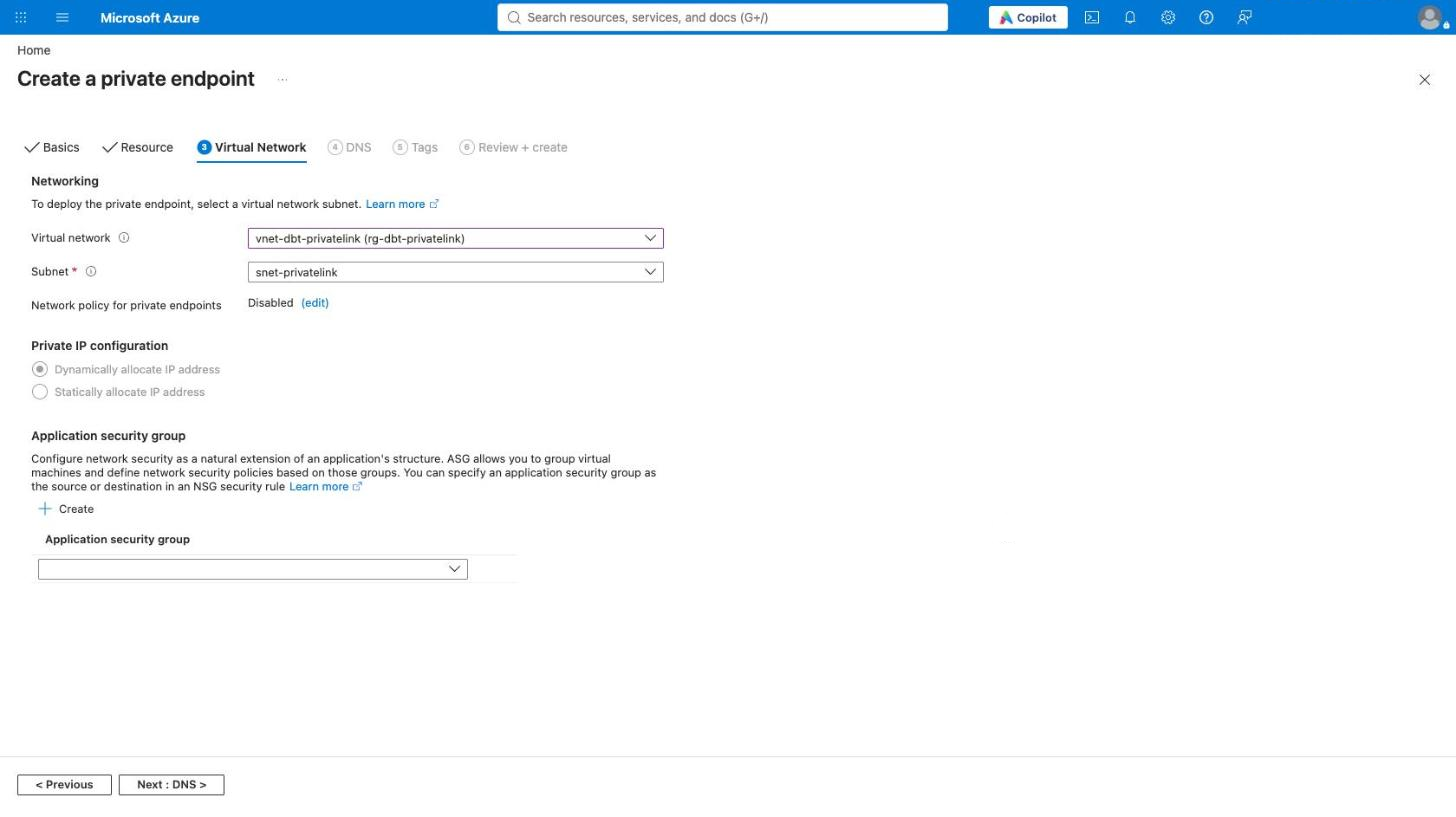 Microsoft Azure
Search resources, services, and docs (G+/)
Copilot
Home
Create a private endpoint
...
Basics
Resource
3 Virtual Network
4 DNS
5 Tags
6 Review + create
Networking
To deploy the private endpoint, select a virtual network subnet. Learn more
Virtual network
vnet-dbt-privatelink (rg-dbt-privatelink)
Subnet *
snet-privatelink
Network policy for private endpoints
Disabled (edit)
Private IP configuration
Dynamically allocate IP address
Statically allocate IP address
Application security group
Configure network security as a natural extension of an application's structure. ASG allows you to group virtual
machines and define network security policies based on those groups. You can specify an application security group as
the source or destination in an NSG security rule Learn more
+ Create
Application security group
< Previous
Next : DNS >